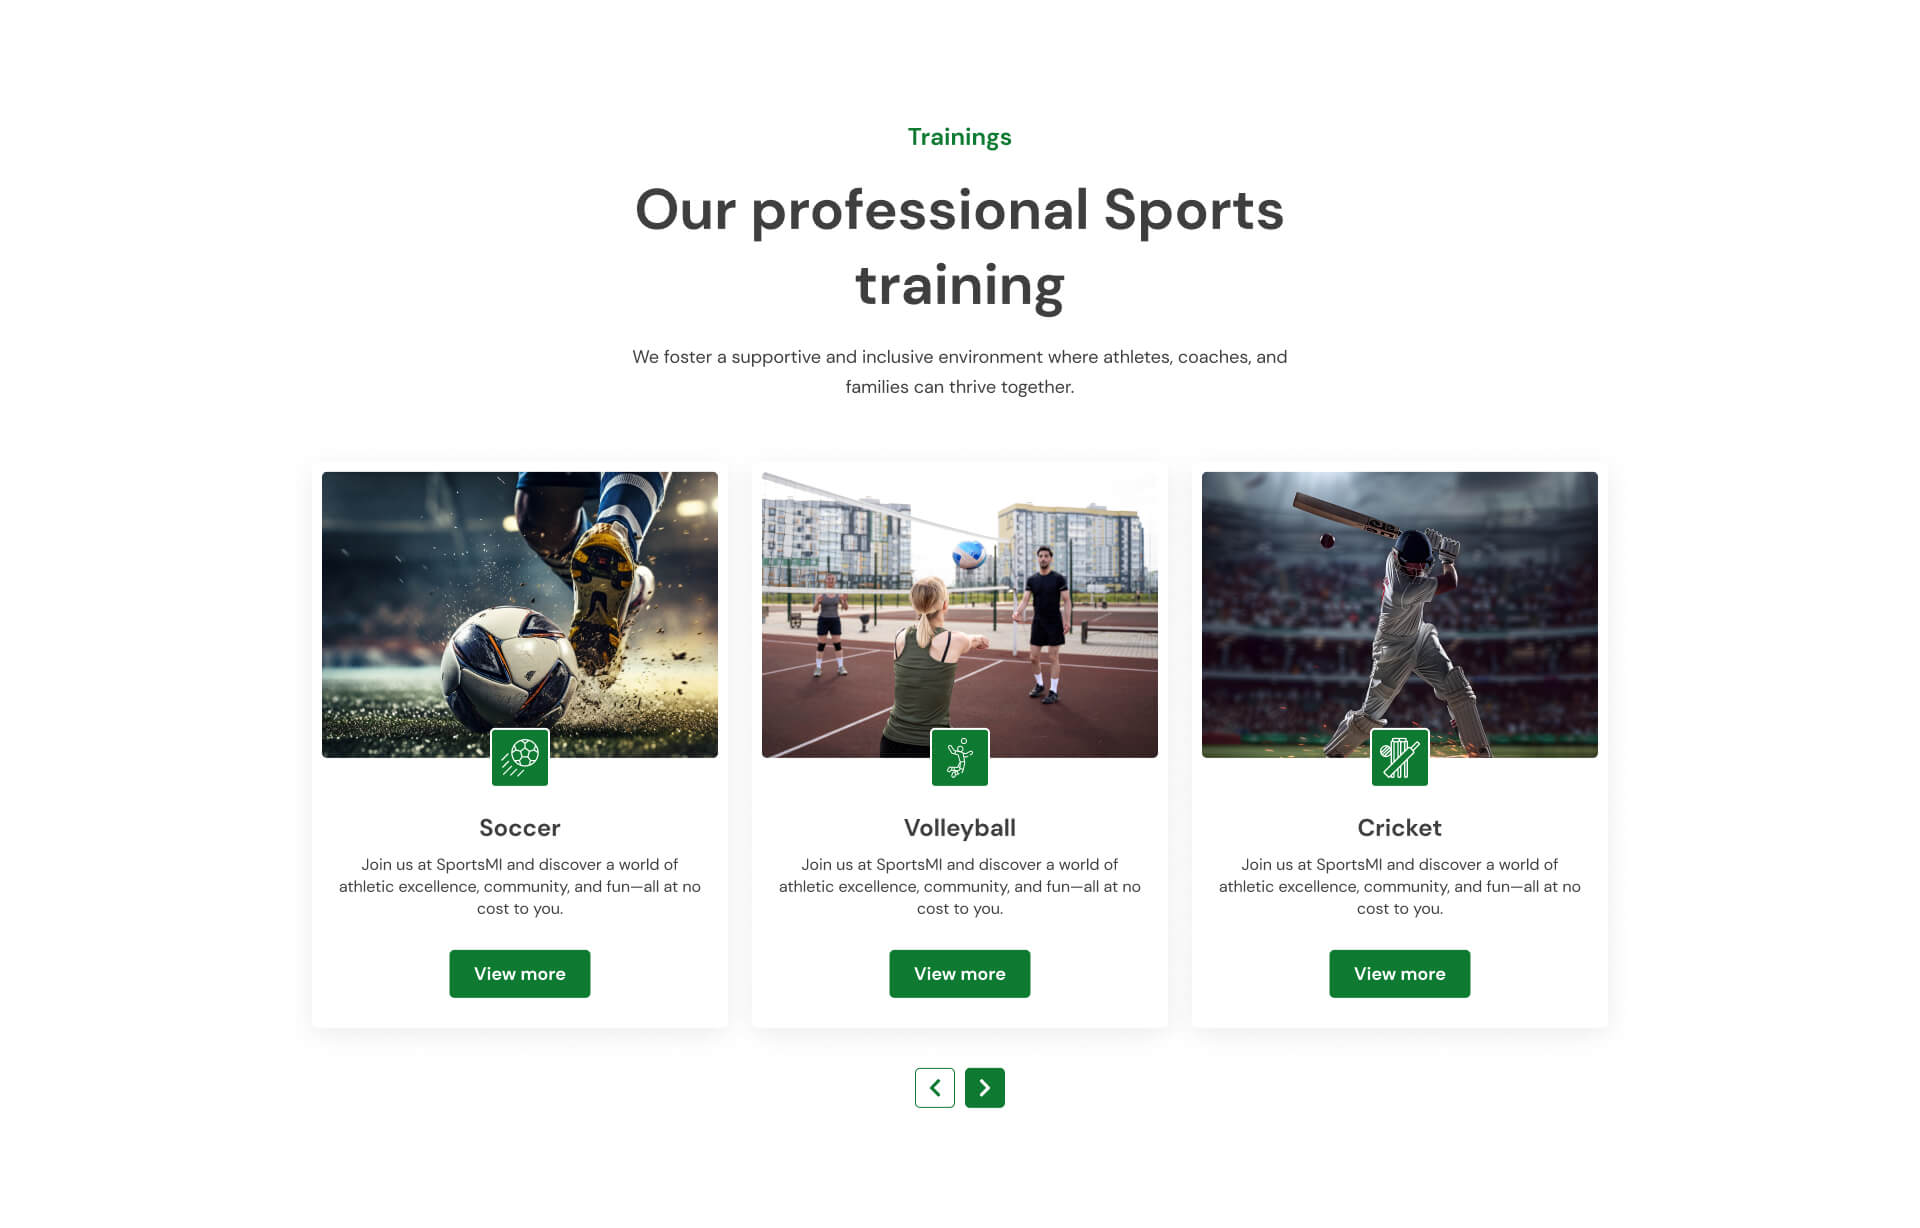 Trainings
Our professional Sports
training
We foster a supportive and inclusive environment where athletes, coaches, and
families can thrive together.
Soccer
Join us at SportsMI and discover a world of
athletic excellence, community, and fun—all at no
cost to you.
View more
Volleyball
Join us at SportsMI and discover a world of
athletic excellence, community, and fun—all at no
cost to you.
View more
Cricket
Join us at SportsMI and discover a world of
athletic excellence, community, and fun—all at no
cost to you.
View more